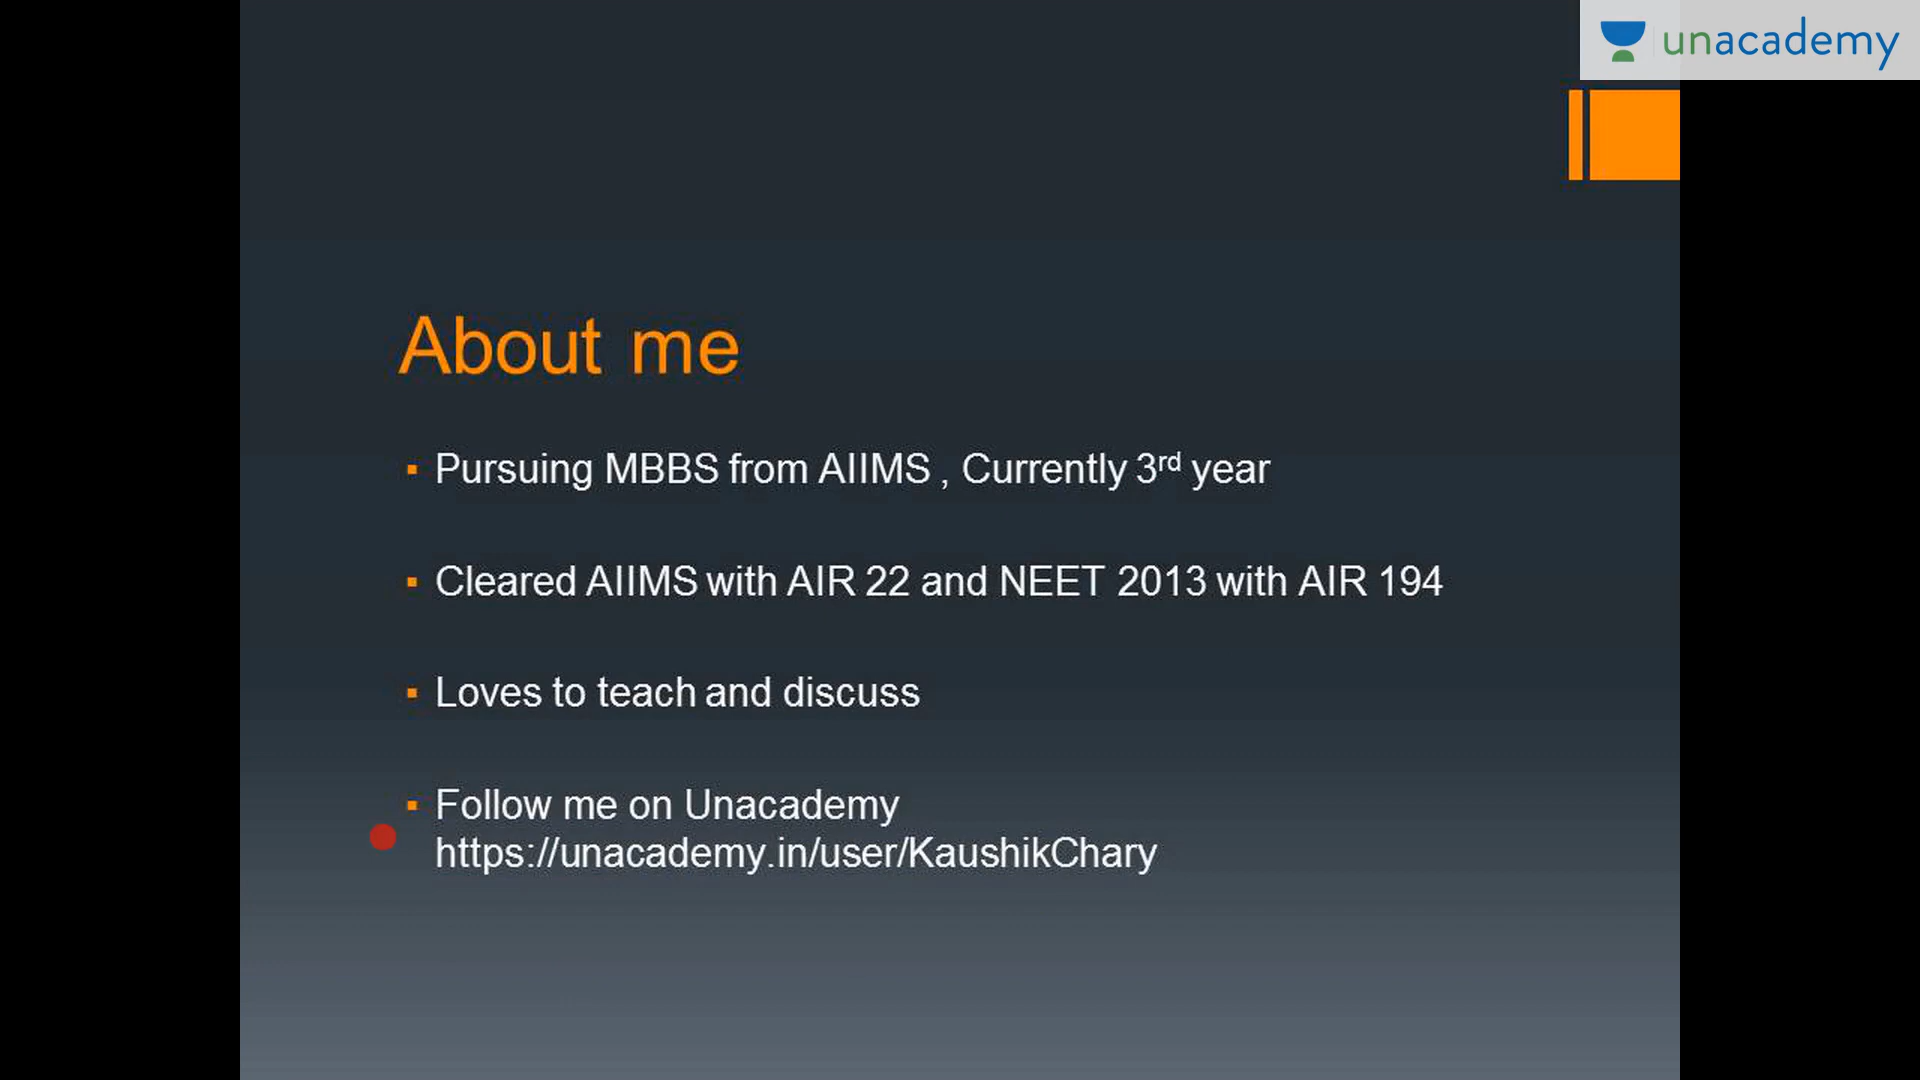 unacademy
About me
Pursuing MBBS from AIIMS , Currently 3rd year
Cleared AIIMS with AIR 22 and NEET 2013 with AIR 194
Loves to teach and discuss
Follow me on Unacademy
https://unacademy.in/user/KaushikChary